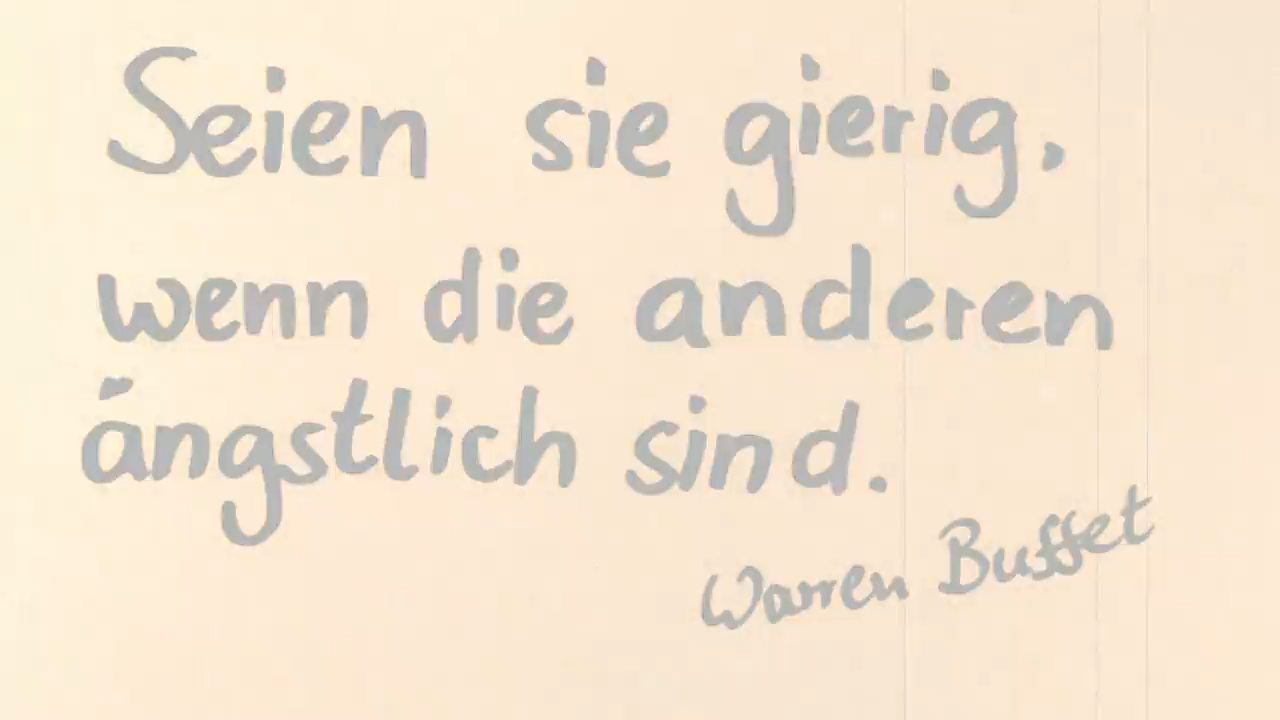 Seien sie gierig,
wenn die anderen
ängstlich sind.
Warren Buffet